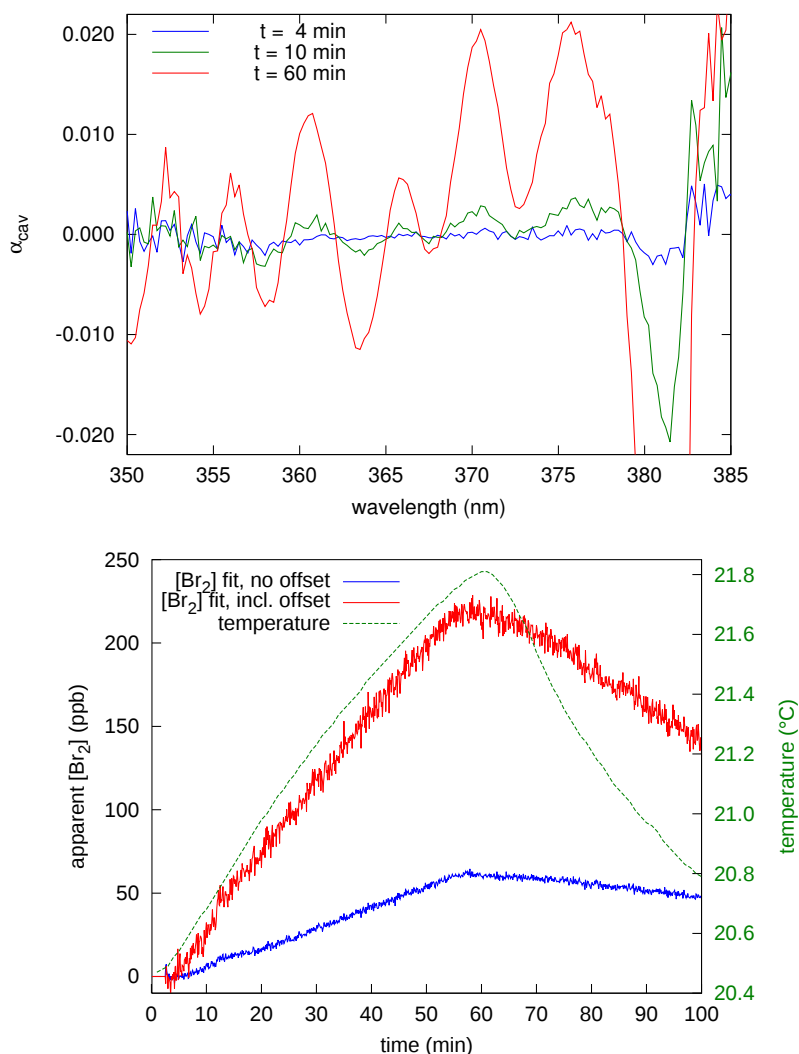 0.020
0.010
0.000
-0.010
-0.020
α_cav
t = 4 min
t = 10 min
t = 60 min
350 355 360 365 370 375 380 385
wavelength (nm)
250
200
150
100
50
0
apparent [Br₂] (ppb)
[Br₂] fit, no offset
[Br₂] fit, incl. offset
temperature
21.8
21.6
21.4
21.2
21.0
20.8
20.6
20.4
temperature (°C)
0 10 20 30 40 50 60 70 80 90 100
time (min)